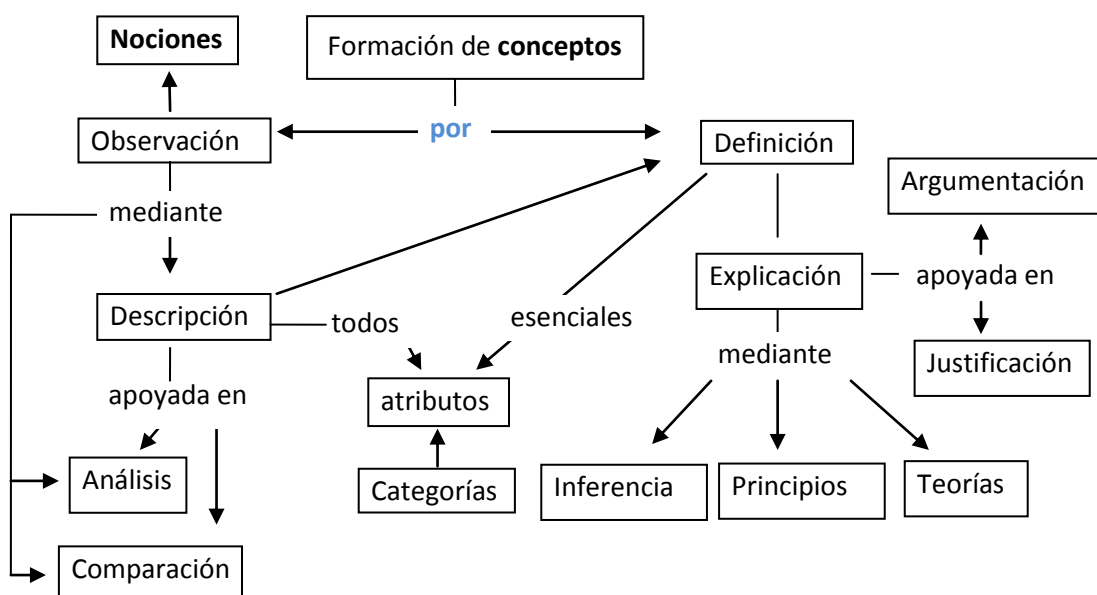 Nociones
Formación de conceptos
por
Observación
Definición
Argumentación
mediante
Explicación
apoyada en
Descripción
todos
esenciales
mediante
Justificación
apoyada en
atributos
Análisis
Categorías
Inferencia
Principios
Teorías
Comparación